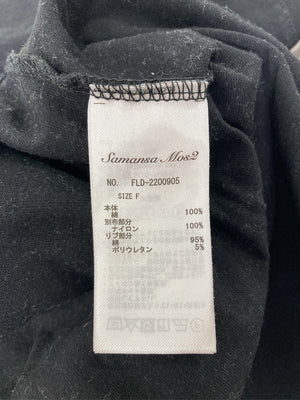 Samansa Mos2
NO. FLD-2200905
SIZE F
本体
綿 100%
別布部分
ナイロン 100%
リブ部分
綿 95%
ポリウレタン 5%